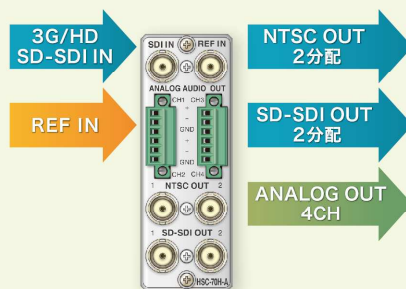 3G/HD
SD-SDI IN
REF IN
SDI IN REF IN
ANALOG AUDIO OUT
CH1 CH3
+
-
GND
+
-
GND
CH2 CH4
NTSC OUT
1 2
SD-SDI OUT
1 2
HSC-70H-A
NTSC OUT
2分配
SD-SDI OUT
2分配
ANALOG OUT
4CH